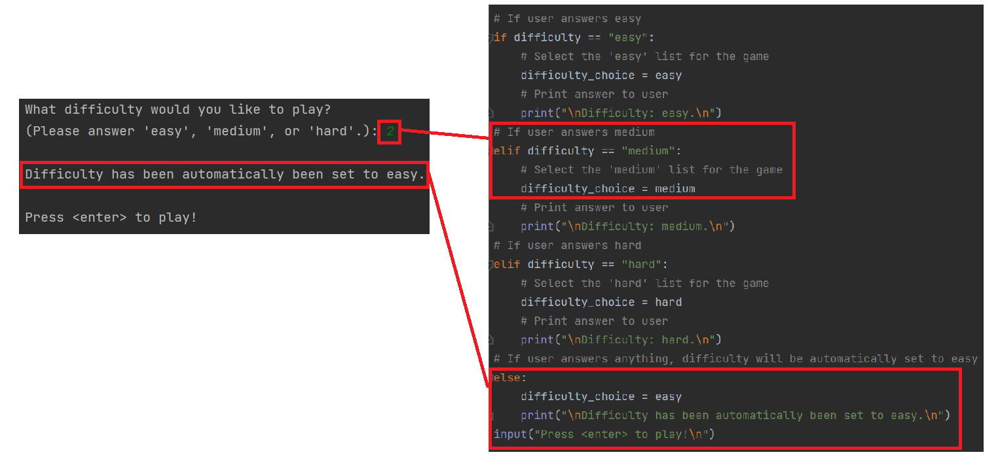 What difficulty would you like to play?
(Please answer 'easy', 'medium', or 'hard'.): 2
Difficulty has been automatically been set to easy.
Press <enter> to play!
# If user answers easy
if difficulty == "easy":
    # Select the 'easy' list for the game
    difficulty_choice = easy
    # Print answer to user
    print("\nDifficulty: easy.\n")
# If user answers medium
elif difficulty == "medium":
    # Select the 'medium' list for the game
    difficulty_choice = medium
    # Print answer to user
    print("\nDifficulty: medium.\n")
# If user answers hard
elif difficulty == "hard":
    # Select the 'hard' list for the game
    difficulty_choice = hard
    # Print answer to user
    print("\nDifficulty: hard.\n")
# If user answers anything, difficulty will be automatically set to easy
else:
    difficulty_choice = easy
    print("\nDifficulty has been automatically been set to easy.\n")
input("Press <enter> to play!\n")